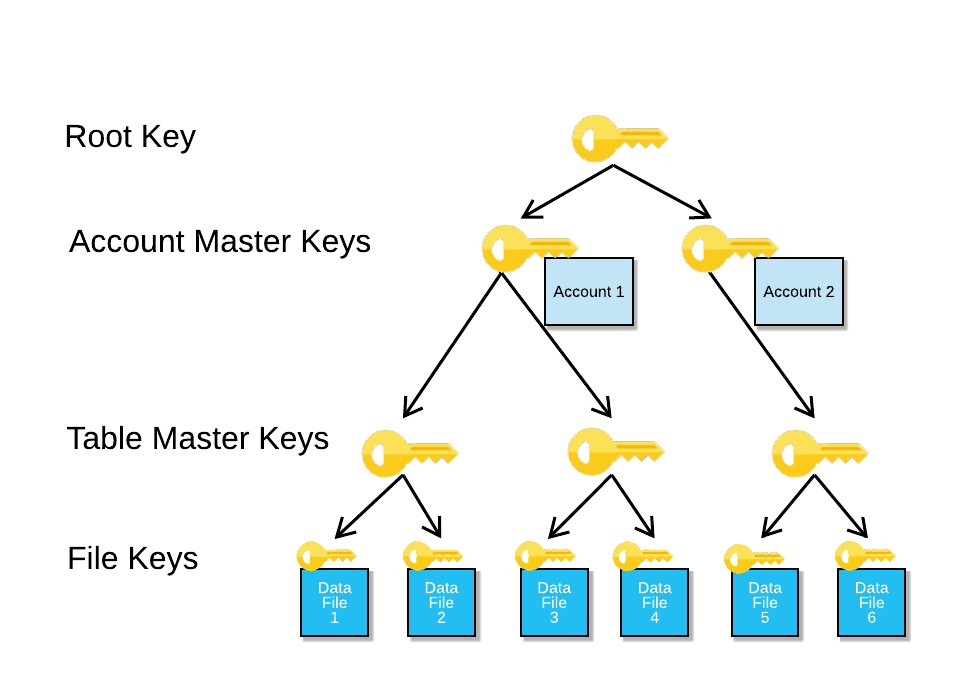 Root Key
Account Master Keys
Account 1
Account 2
Table Master Keys
File Keys
Data
File
1
Data
File
2
Data
File
3
Data
File
4
Data
File
5
Data
File
6